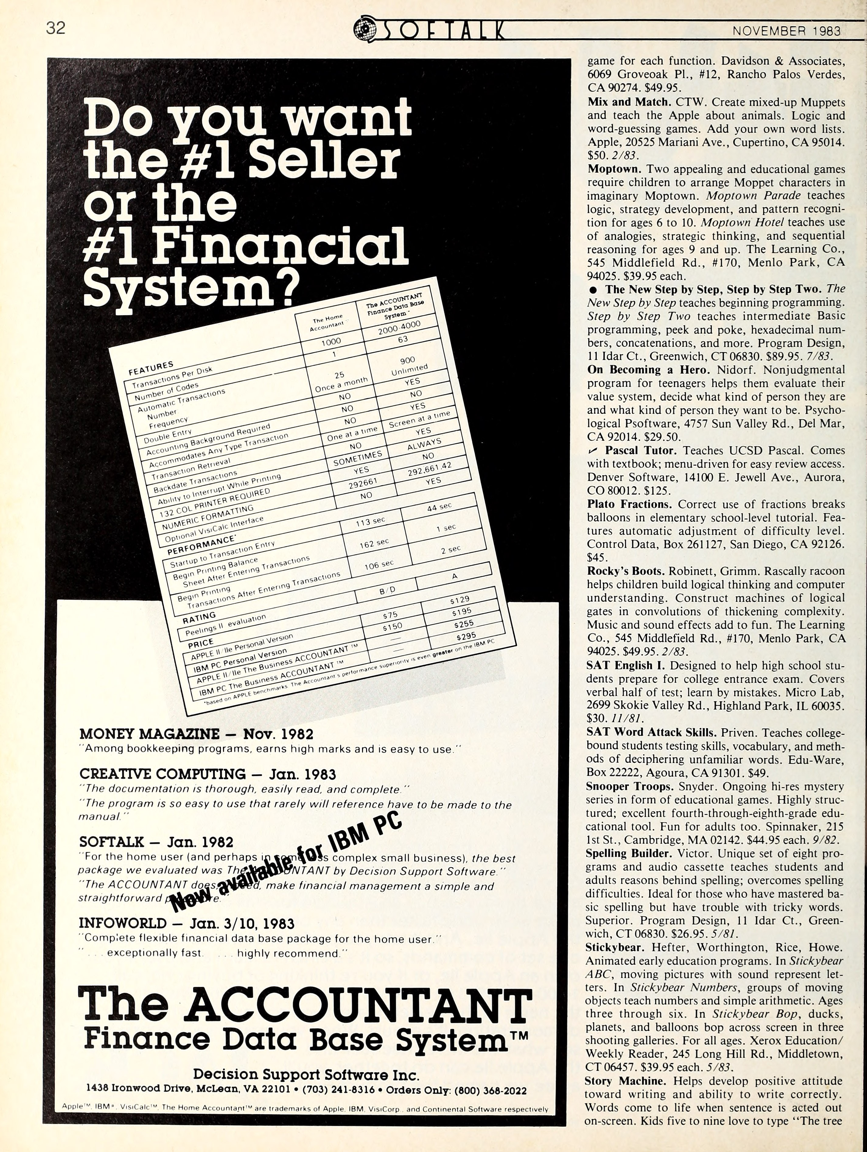 32
SOFTALK
NOVEMBER 1983
Do you want
the #1 Seller
or the
#1 Financial
System?
The Home
Accountant
The ACCOUNTANT
Finance Data Base
System*
FEATURES
Transactions Per Disk 1000 2000-4000
Number of Codes 1 63
Automatic Transactions
Number 25 900
Frequency Once a month Unlimited
Double Entry NO YES
Accounting Background Required NO NO
Accommodates Any Type Transaction NO YES
Transaction Retrieval One at a time Screen at a time
Backdate Transactions NO YES
Ability to Interrupt While Printing SOMETIMES ALWAYS
132 COL PRINTER REQUIRED YES NO
NUMERIC FORMATTING 292661 292,661.42
Optional VisiCalc Interface NO YES
PERFORMANCE*
Startup to Transaction Entry 113 sec 44 sec
Begin Printing Balance
Sheet After Entering Transactions 162 sec 1 sec
Begin Printing
Transactions After Entering Transactions 106 sec 2 sec
RATING
Peelings II evaluation B/D A
PRICE
APPLE II/IIe Personal Version $75 $129
IBM PC Personal Version $150 $195
APPLE II/IIe The Business ACCOUNTANT™ — $255
IBM PC The Business ACCOUNTANT™ — $295
*based on APPLE benchmarks. The Accountant's performance superiority is even greater on the IBM PC
MONEY MAGAZINE — Nov. 1982
"Among bookkeeping programs, earns high marks and is easy to use."
CREATIVE COMPUTING — Jan. 1983
"The documentation is thorough, easily read, and complete."
"The program is so easy to use that rarely will reference have to be made to the
manual."
SOFTALK — Jan. 1982
"For the home user (and perhaps in complex small business), the best
package we evaluated was The ACCOUNTANT by Decision Support Software."
"The ACCOUNTANT does, make financial management a simple and
straightforward
Now available for IBM PC
INFOWORLD — Jan. 3/10, 1983
"Complete flexible financial data base package for the home user."
". . . exceptionally fast. . . . highly recommend."
The ACCOUNTANT
Finance Data Base System™
Decision Support Software Inc.
1438 Ironwood Drive, McLean, VA 22101 • (703) 241-8316 • Orders Only: (800) 368-2022
Apple™, IBM®, VisiCalc™, The Home Accountant™ are trademarks of Apple, IBM, VisiCorp. and Continental Software respectively
game for each function. Davidson & Associates,
6069 Groveoak Pl., #12, Rancho Palos Verdes,
CA 90274. $49.95.
Mix and Match. CTW. Create mixed-up Muppets
and teach the Apple about animals. Logic and
word-guessing games. Add your own word lists.
Apple, 20525 Mariani Ave., Cupertino, CA 95014.
$50. 2/83.
Moptown. Two appealing and educational games
require children to arrange Moppet characters in
imaginary Moptown. Moptown Parade teaches
logic, strategy development, and pattern recogni-
tion for ages 6 to 10. Moptown Hotel teaches use
of analogies, strategic thinking, and sequential
reasoning for ages 9 and up. The Learning Co.,
545 Middlefield Rd., #170, Menlo Park, CA
94025. $39.95 each.
● The New Step by Step, Step by Step Two. The
New Step by Step teaches beginning programming.
Step by Step Two teaches intermediate Basic
programming, peek and poke, hexadecimal num-
bers, concatenations, and more. Program Design,
11 Idar Ct., Greenwich, CT 06830. $89.95. 7/83.
On Becoming a Hero. Nidorf. Nonjudgmental
program for teenagers helps them evaluate their
value system, decide what kind of person they are
and what kind of person they want to be. Psycho-
logical Psoftware, 4757 Sun Valley Rd., Del Mar,
CA 92014. $29.50.
✓ Pascal Tutor. Teaches UCSD Pascal. Comes
with textbook; menu-driven for easy review access.
Denver Software, 14100 E. Jewell Ave., Aurora,
CO 80012. $125.
Plato Fractions. Correct use of fractions breaks
balloons in elementary school-level tutorial. Fea-
tures automatic adjustment of difficulty level.
Control Data, Box 261127, San Diego, CA 92126.
$45.
Rocky's Boots. Robinett, Grimm. Rascally racoon
helps children build logical thinking and computer
understanding. Construct machines of logical
gates in convolutions of thickening complexity.
Music and sound effects add to fun. The Learning
Co., 545 Middlefield Rd., #170, Menlo Park, CA
94025. $49.95. 2/83.
SAT English I. Designed to help high school stu-
dents prepare for college entrance exam. Covers
verbal half of test; learn by mistakes. Micro Lab,
2699 Skokie Valley Rd., Highland Park, IL 60035.
$30. 11/81.
SAT Word Attack Skills. Priven. Teaches college-
bound students testing skills, vocabulary, and meth-
ods of deciphering unfamiliar words. Edu-Ware,
Box 22222, Agoura, CA 91301. $49.
Snooper Troops. Snyder. Ongoing hi-res mystery
series in form of educational games. Highly struc-
tured; excellent fourth-through-eighth-grade edu-
cational tool. Fun for adults too. Spinnaker, 215
1st St., Cambridge, MA 02142. $44.95 each. 9/82.
Spelling Builder. Victor. Unique set of eight pro-
grams and audio cassette teaches students and
adults reasons behind spelling; overcomes spelling
difficulties. Ideal for those who have mastered ba-
sic spelling but have trouble with tricky words.
Superior. Program Design, 11 Idar Ct., Green-
wich, CT 06830. $26.95. 5/81.
Stickybear. Hefter, Worthington, Rice, Howe.
Animated early education programs. In Stickybear
ABC, moving pictures with sound represent let-
ters. In Stickybear Numbers, groups of moving
objects teach numbers and simple arithmetic. Ages
three through six. In Stickybear Bop, ducks,
planets, and balloons bop across screen in three
shooting galleries. For all ages. Xerox Education/
Weekly Reader, 245 Long Hill Rd., Middletown,
CT 06457. $39.95 each. 5/83.
Story Machine. Helps develop positive attitude
toward writing and ability to write correctly.
Words come to life when sentence is acted out
on-screen. Kids five to nine love to type "The tree